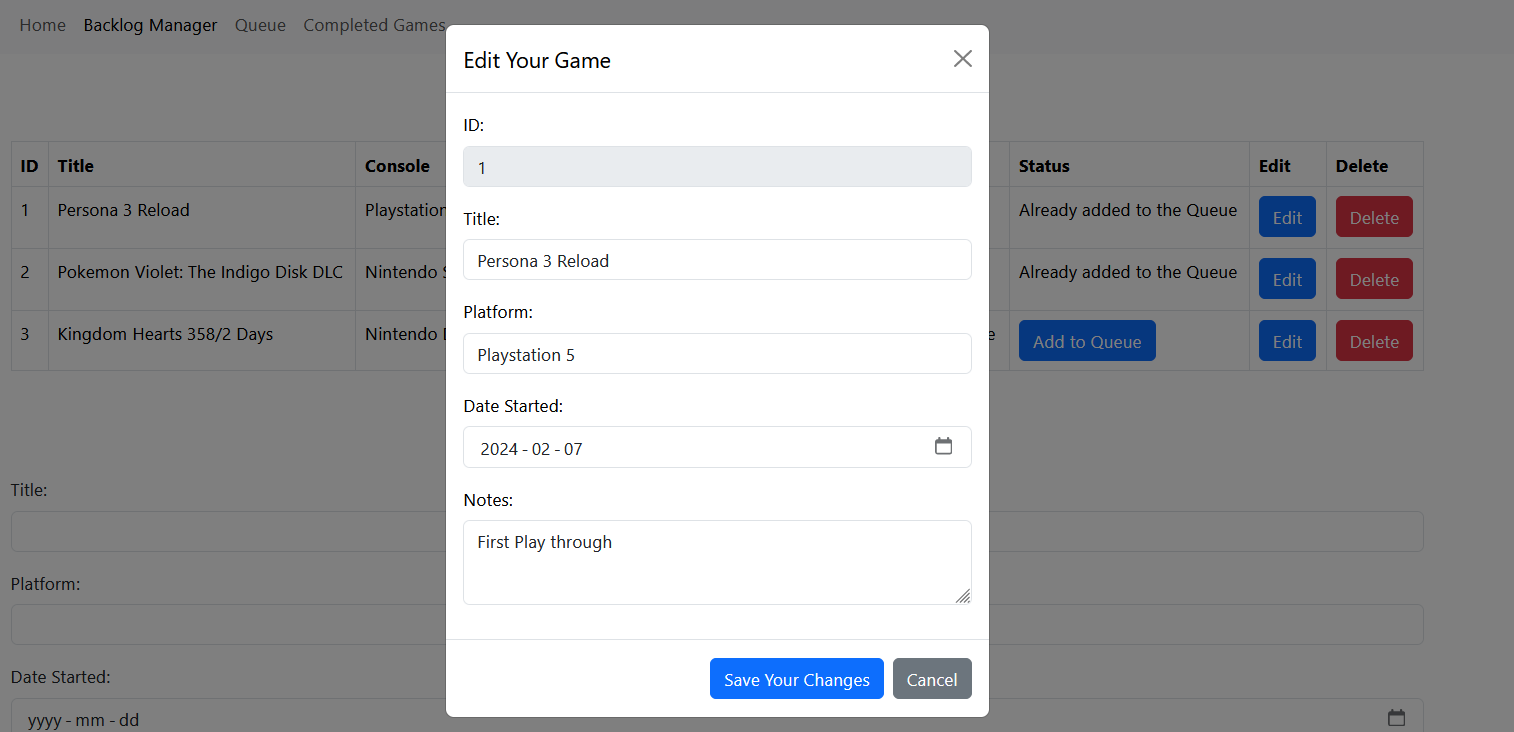 Home Backlog Manager Queue Completed Games
Edit Your Game
ID:
1
Title:
Persona 3 Reload
Platform:
Playstation 5
Date Started:
2024 - 02 - 07
Notes:
First Play through
Save Your Changes Cancel
ID Title Console Status Edit Delete
1 Persona 3 Reload Playstation Already added to the Queue Edit Delete
2 Pokemon Violet: The Indigo Disk DLC Nintendo Already added to the Queue Edit Delete
3 Kingdom Hearts 358/2 Days Nintendo Add to Queue Edit Delete
Title:
Platform:
Date Started:
yyyy - mm - dd